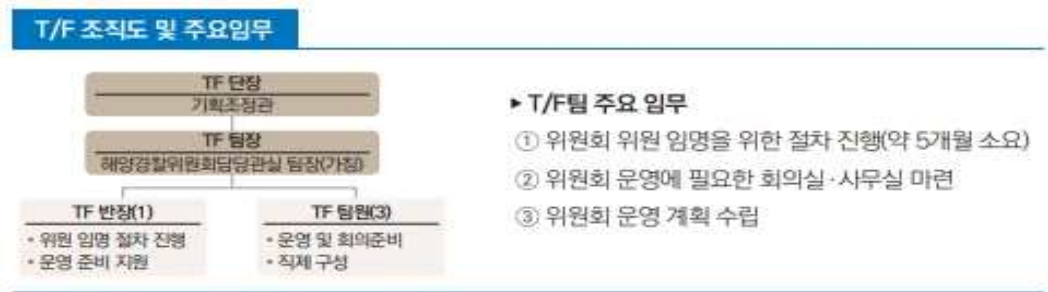 T/F 조직도 및 주요임무
TF 단장
기획조정관
TF 팀장
해양경찰위원회담당관실 팀장(가칭)
TF 반장(1)
• 위원 임명 절차 진행
• 운영 준비 지원
TF 팀원(3)
• 운영 및 회의준비
• 직제 구성
▸ T/F팀 주요 임무
① 위원회 위원 임명을 위한 절차 진행(약 5개월 소요)
② 위원회 운영에 필요한 회의실·사무실 마련
③ 위원회 운영 계획 수립